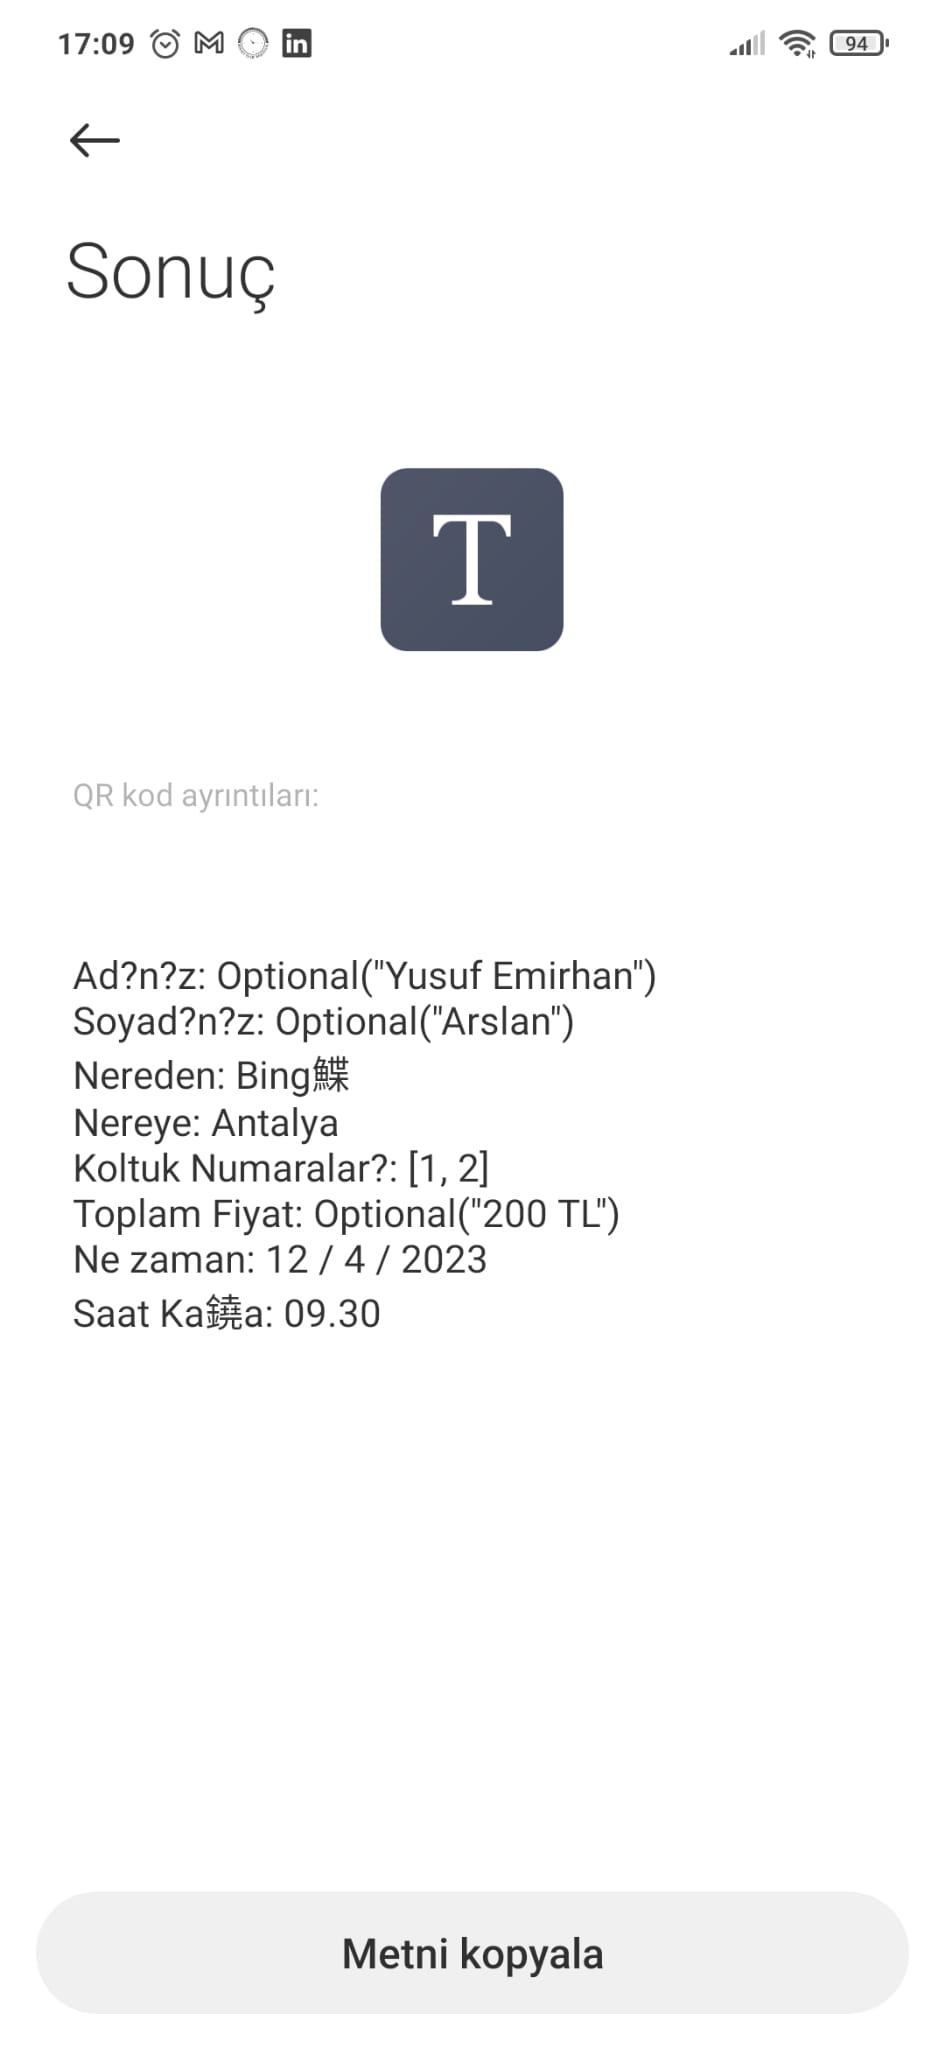 17:09
in
94
Sonuç
T
QR kod ayrıntıları:
Ad?n?z: Optional("Yusuf Emirhan")
Soyad?n?z: Optional("Arslan")
Nereden: Bing鰈
Nereye: Antalya
Koltuk Numaralar?: [1, 2]
Toplam Fiyat: Optional("200 TL")
Ne zaman: 12 / 4 / 2023
Saat Ka鐃a: 09.30
Metni kopyala